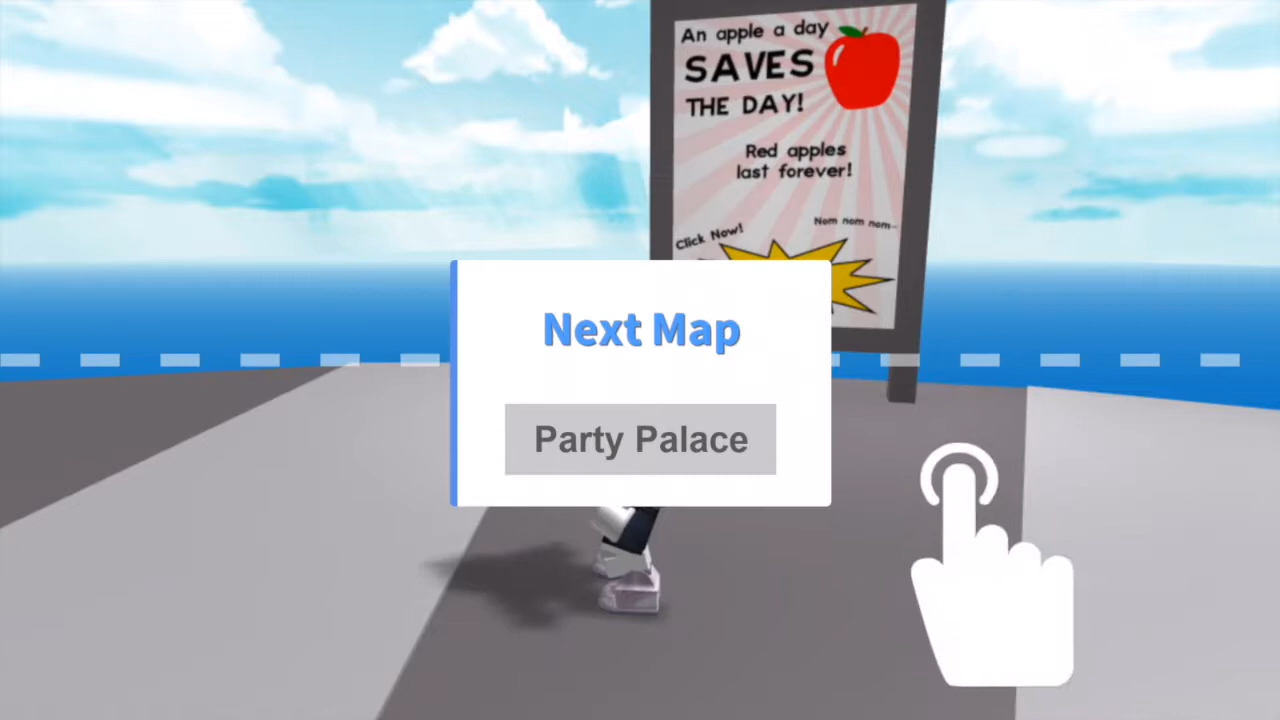 An apple a day
SAVES
THE DAY!
Red apples
last forever!
Click Now!
Nom nom nom..
Next Map
Party Palace